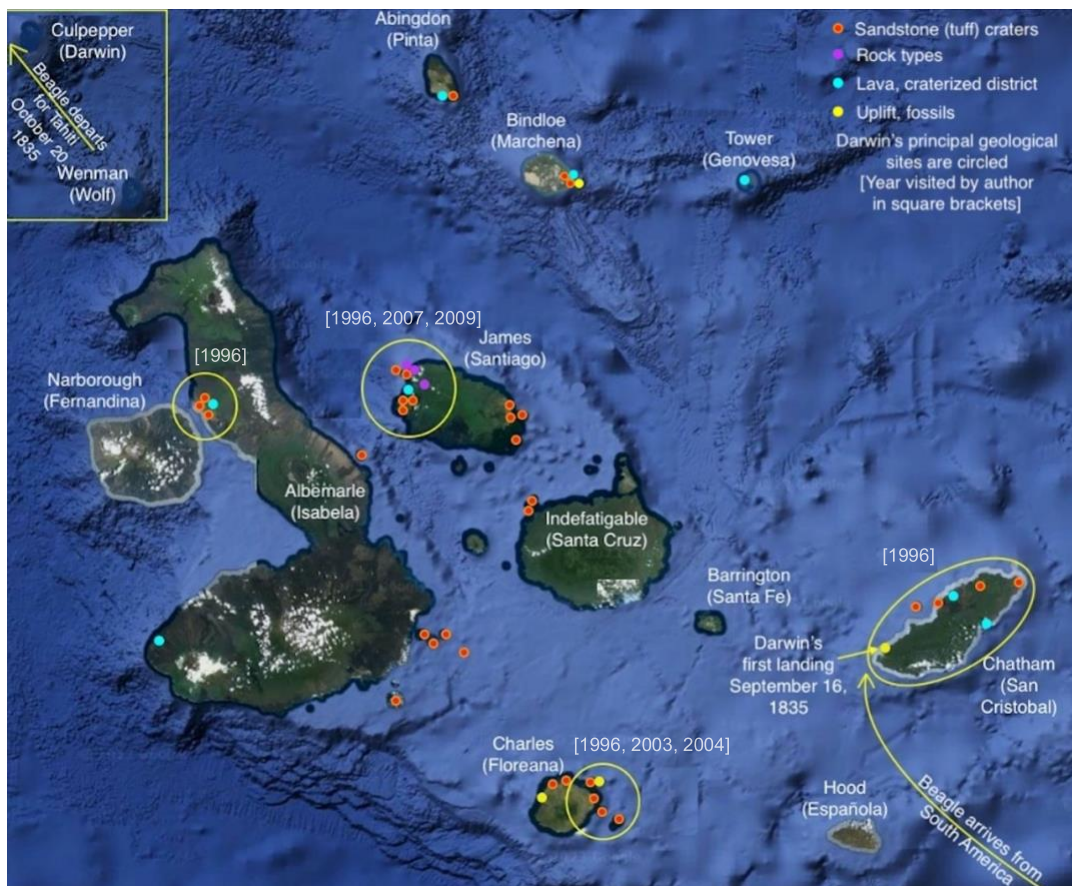 Culpepper
(Darwin)
Beagle departs
for Tahiti
October 20
1835
Wenman
(Wolf)
Abingdon
(Pinta)
Bindloe
(Marchena)
Tower
(Genovesa)
Sandstone (tuff) craters
Rock types
Lava, craterized district
Uplift, fossils
Darwin's principal geological
sites are circled
[Year visited by author
in square brackets]
[1996, 2007, 2009]
James
(Santiago)
[1996]
Narborough
(Fernandina)
Albemarle
(Isabela)
Indefatigable
(Santa Cruz)
[1996]
Barrington
(Santa Fe)
Darwin's
first landing
September 16,
1835
Chatham
(San
Cristobal)
Charles
(Floreana)
[1996, 2003, 2004]
Hood
(Española)
Beagle arrives from
South America